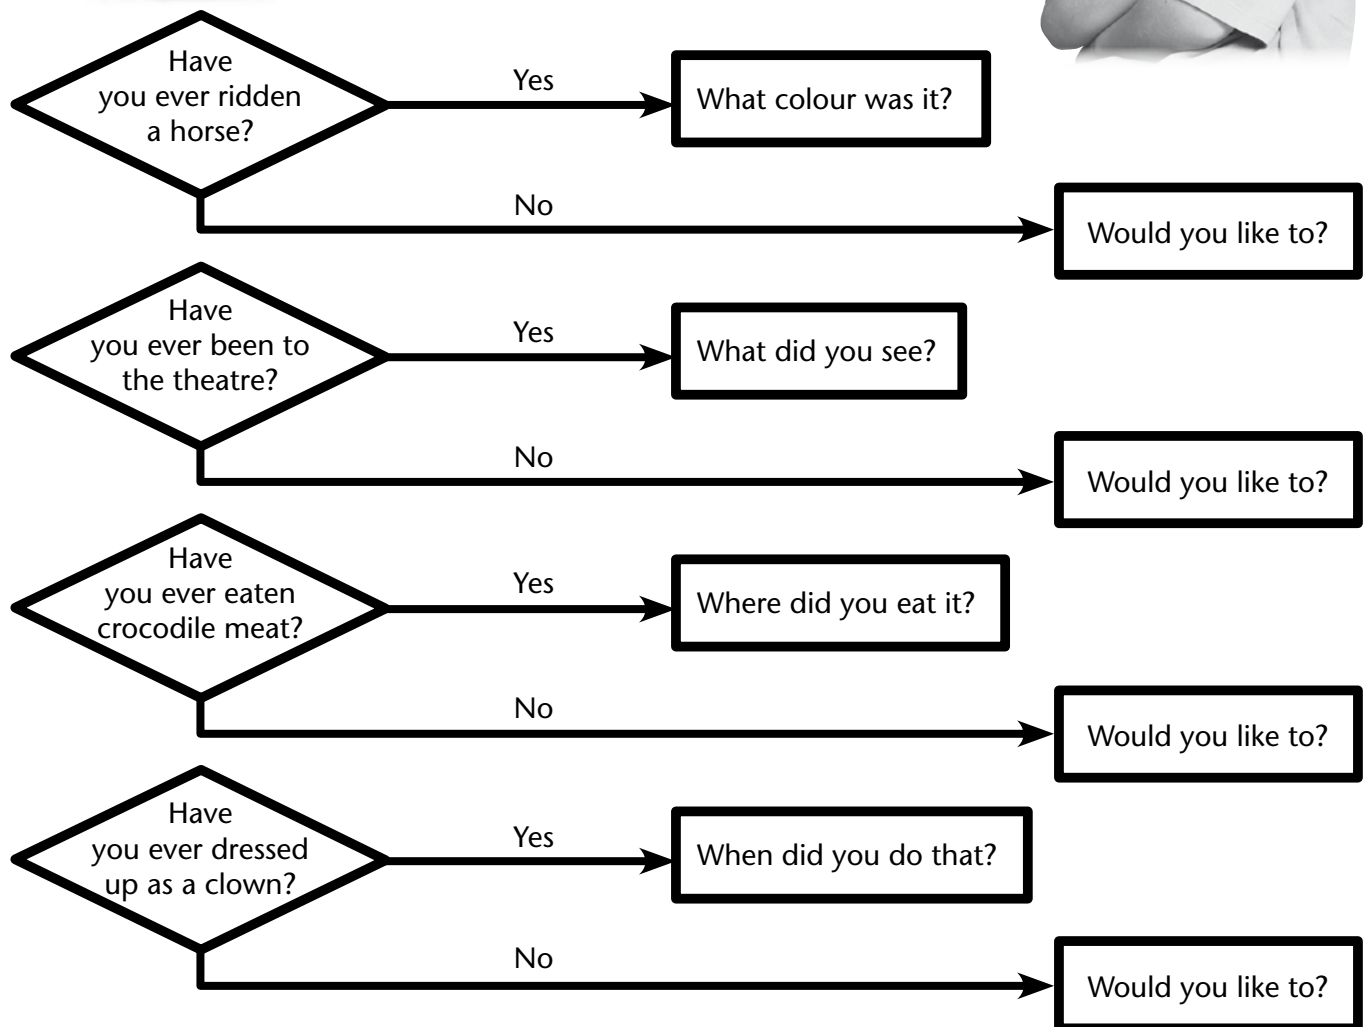 Have
you ever ridden
a horse?
Yes
What colour was it?
No
Would you like to?
Have
you ever been to
the theatre?
Yes
What did you see?
No
Would you like to?
Have
you ever eaten
crocodile meat?
Yes
Where did you eat it?
No
Would you like to?
Have
you ever dressed
up as a clown?
Yes
When did you do that?
No
Would you like to?